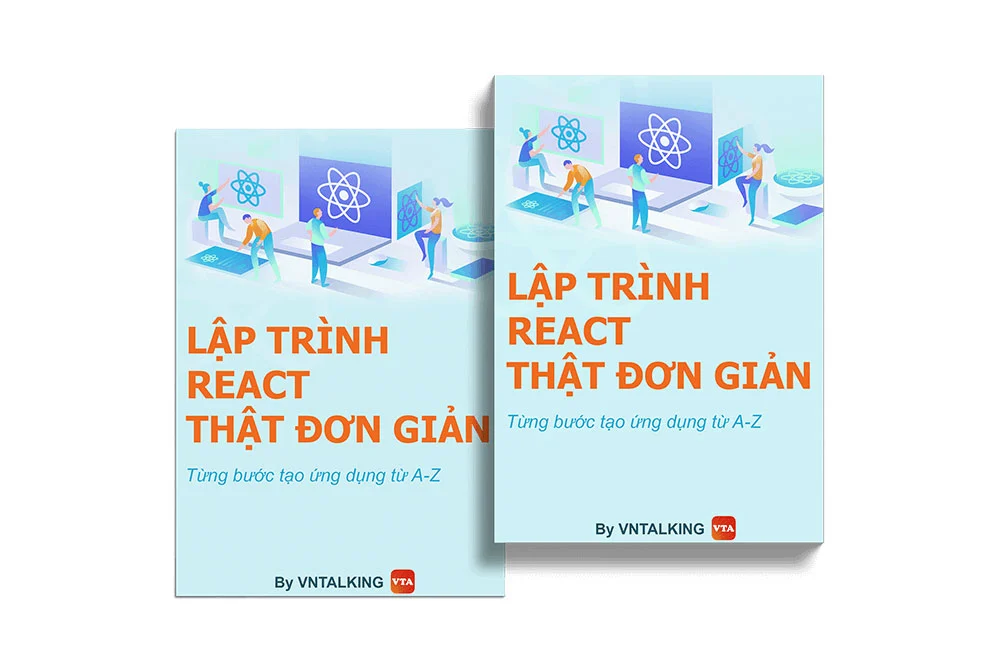 LẬP TRÌNH
REACT
THẬT ĐƠN GIẢN
Từng bước tạo ứng dụng từ A-Z
By VNTALKING VTA
LẬP TRÌNH
REACT
THẬT ĐƠN GIẢN
Từng bước tạo ứng dụng từ A-Z
By VNTALKING VTA